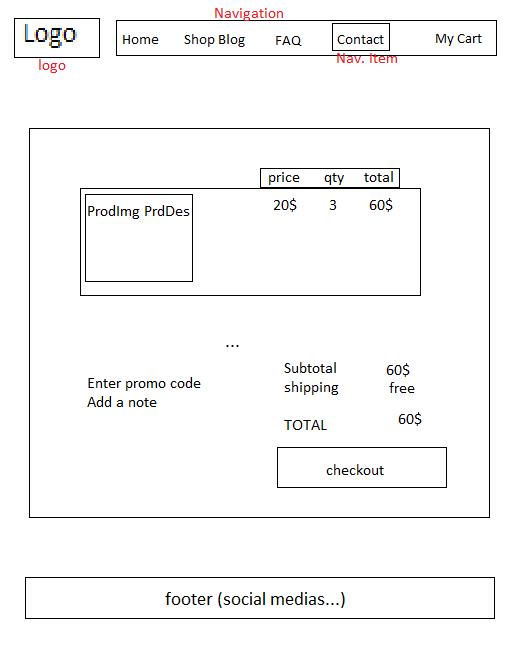 Navigation
Logo
Home Shop Blog FAQ Contact My Cart
logo
Nav. Item
price qty total
ProdImg PrdDes 20$ 3 60$
...
Subtotal 60$
shipping free
Enter promo code
Add a note
TOTAL 60$
checkout
footer (social medias...)